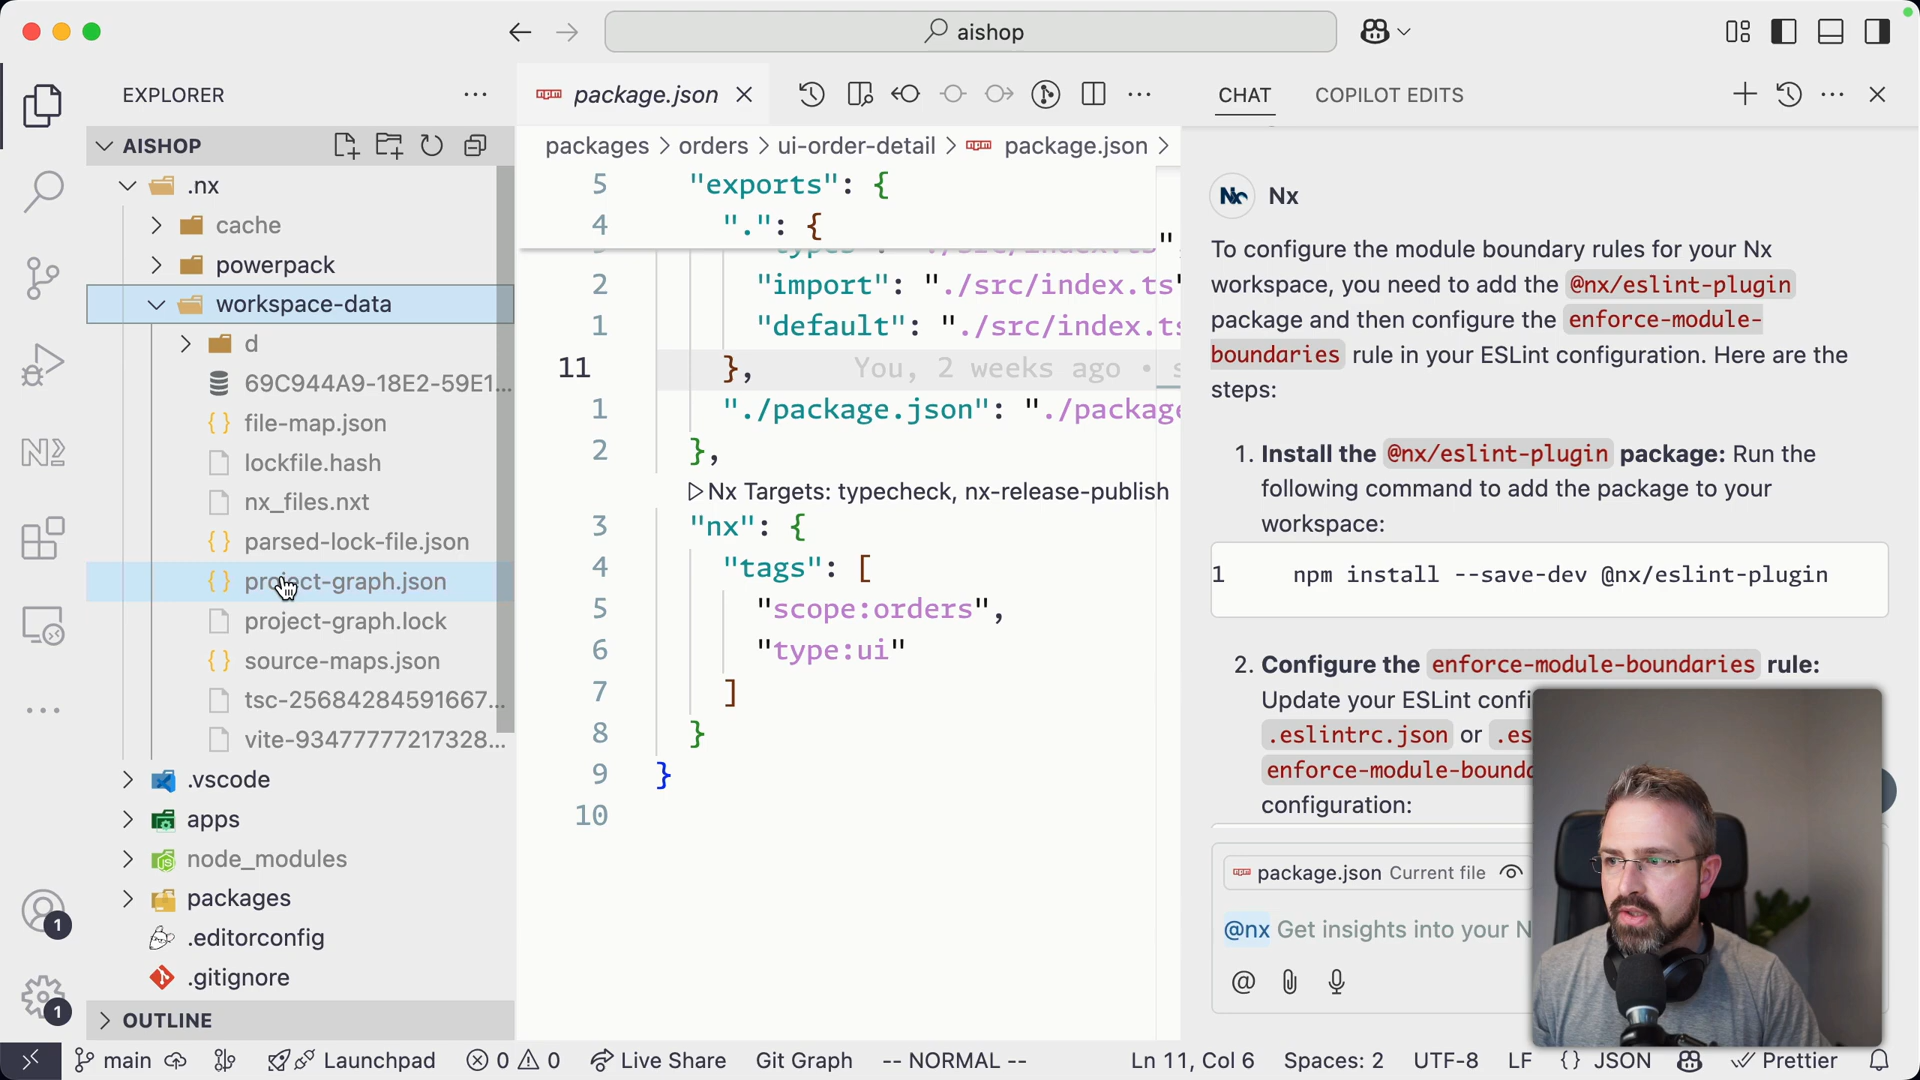 aishop
EXPLORER
AISHOP
.nx
cache
powerpack
workspace-data
d
69C944A9-18E2-59E1...
file-map.json
lockfile.hash
nx_files.nxt
parsed-lock-file.json
project-graph.json
project-graph.lock
source-maps.json
tsc-25684284591667...
vite-93477777217328...
.vscode
apps
node_modules
packages
.editorconfig
.gitignore
OUTLINE
1
1
package.json
packages > orders > ui-order-detail > package.json >
5 "exports": {
4 ".": {
2 "import": "./src/index.ts"
1 "default": "./src/index.ts
11 }, You, 2 weeks ago • s
1 "./package.json": "./package
2 },
Nx Targets: typecheck, nx-release-publish
3 "nx": {
4 "tags": [
5 "scope:orders",
6 "type:ui"
7 ]
8 }
9 }
10
CHAT COPILOT EDITS
Nx
To configure the module boundary rules for your Nx
workspace, you need to add the @nx/eslint-plugin
package and then configure the enforce-module-
boundaries rule in your ESLint configuration. Here are the
steps:
1. Install the @nx/eslint-plugin package: Run the
following command to add the package to your
workspace:
1 npm install --save-dev @nx/eslint-plugin
2. Configure the enforce-module-boundaries rule:
Update your ESLint confi
.eslintrc.json or .es
enforce-module-bounda
configuration:
package.json Current file
@nx Get insights into your N
main Launchpad 0 0 Live Share Git Graph -- NORMAL -- Ln 11, Col 6 Spaces: 2 UTF-8 LF {} JSON Prettier